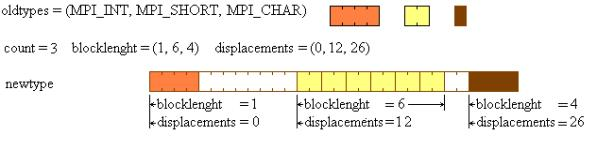 oldtypes = (MPI_INT, MPI_SHORT, MPI_CHAR)
count = 3 blocklenght = (1, 6, 4) displacements = (0, 12, 26)
newtype
blocklenght = 1 blocklenght = 6 blocklenght = 4
displacements = 0 displacements = 12 displacements = 26